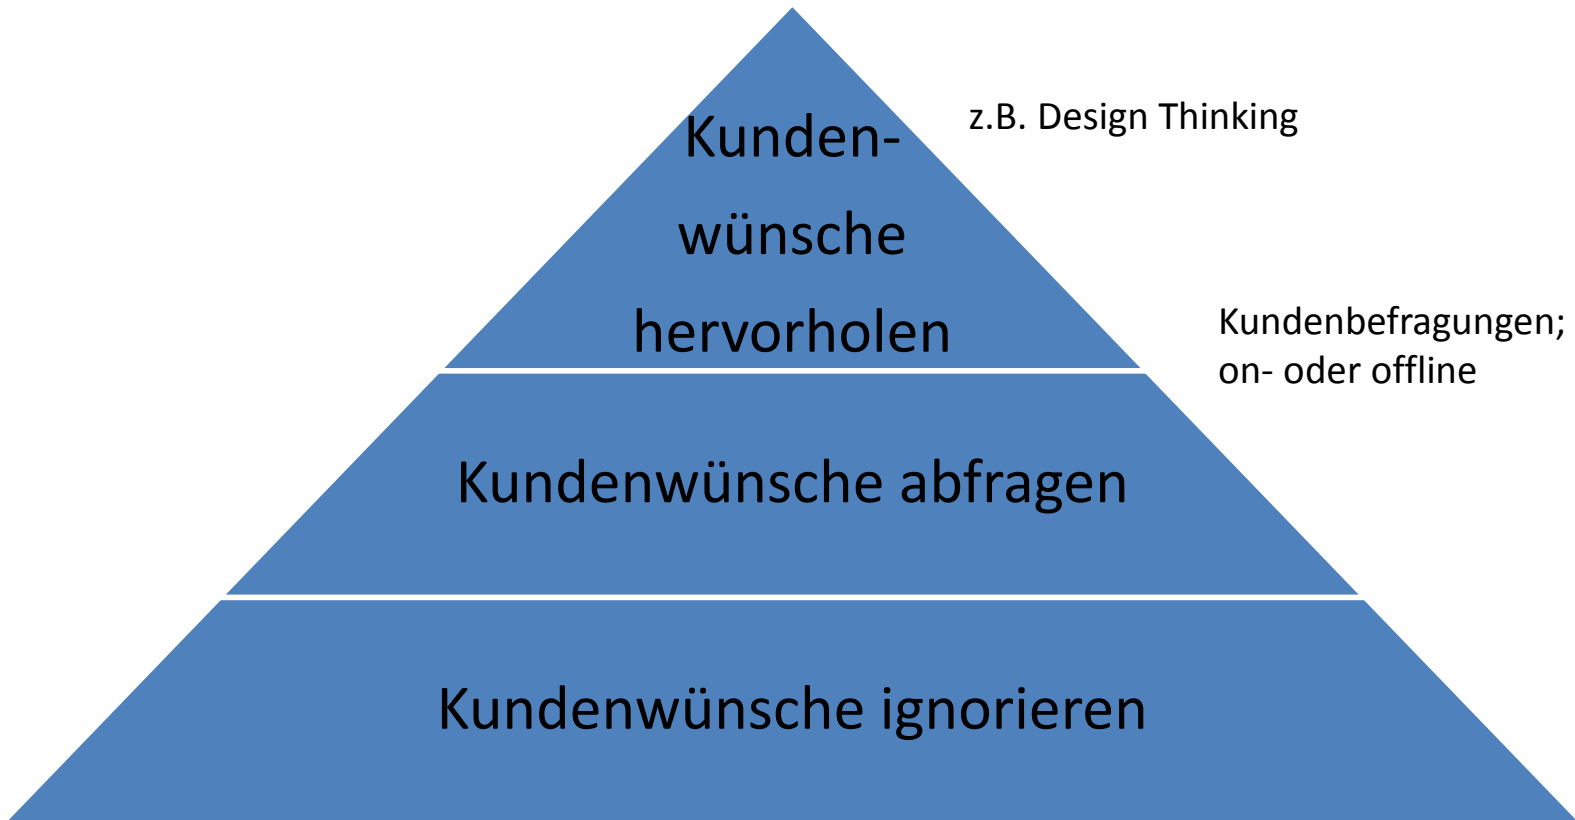 Kunden-
wünsche
hervorholen
z.B. Design Thinking
Kundenbefragungen;
on- oder offline
Kundenwünsche abfragen
Kundenwünsche ignorieren